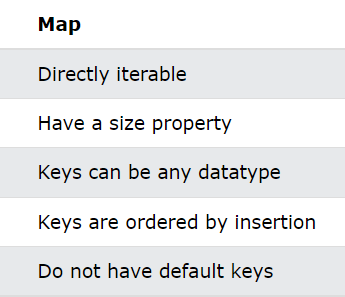 Map
Directly iterable
Have a size property
Keys can be any datatype
Keys are ordered by insertion
Do not have default keys